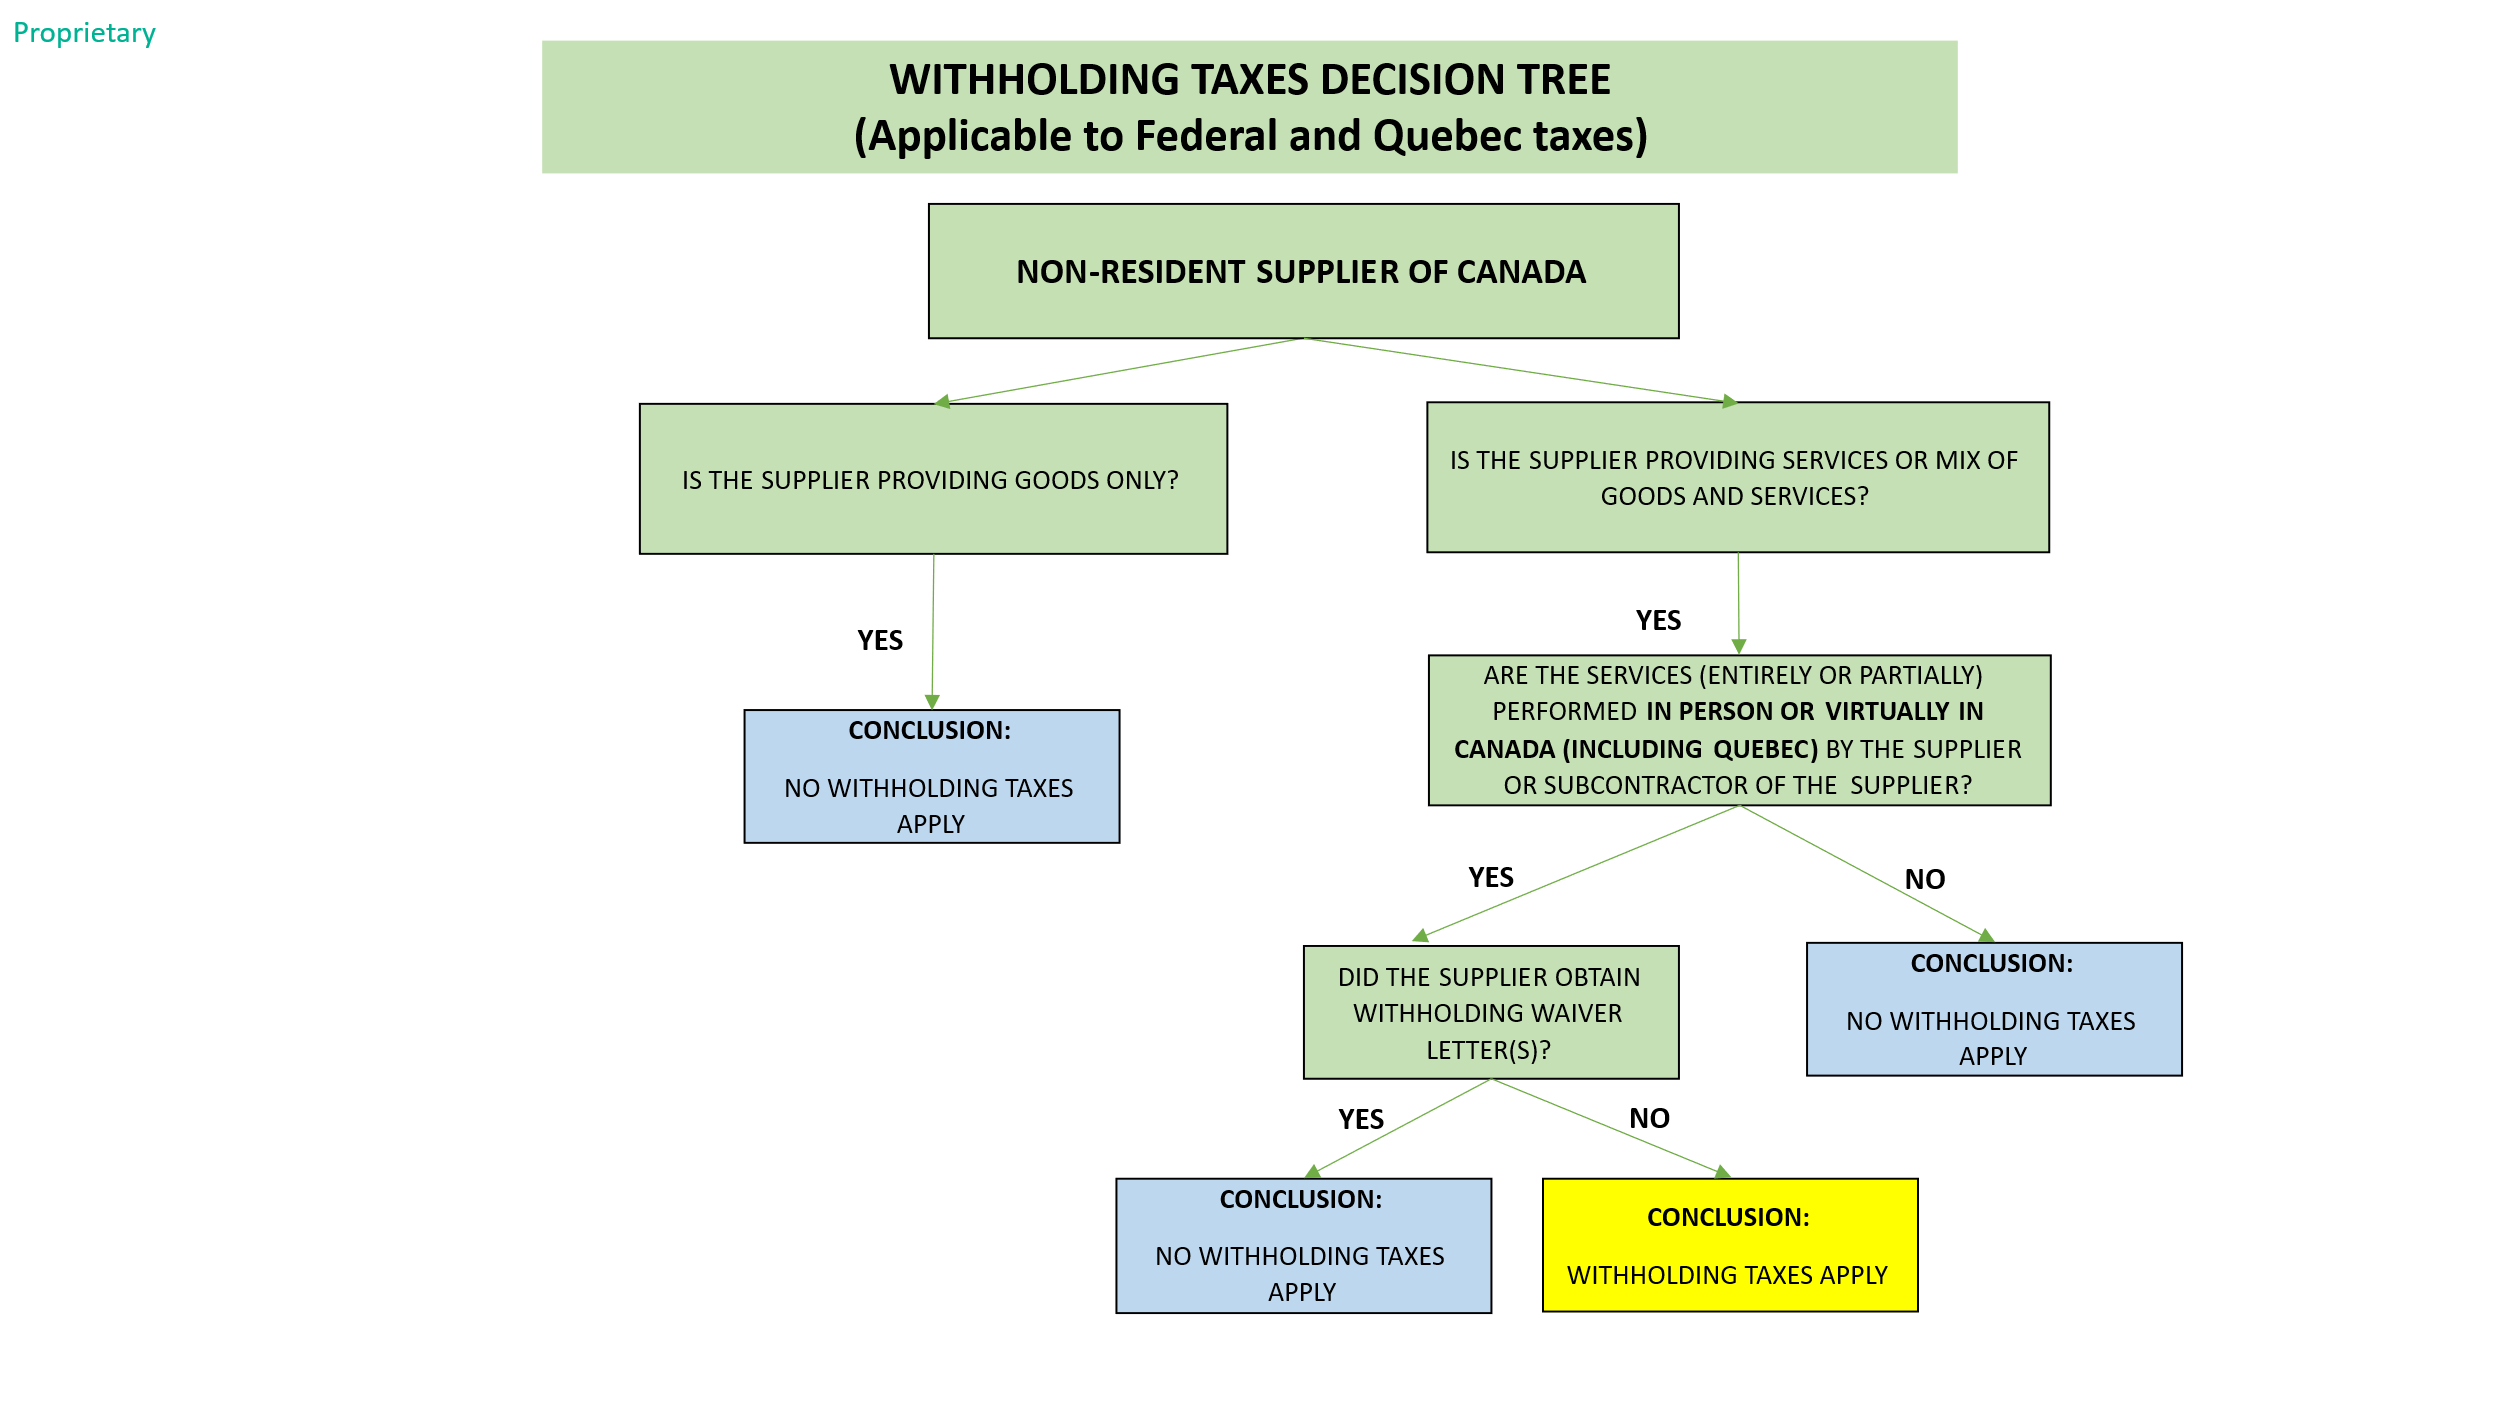 Proprietary
WITHHOLDING TAXES DECISION TREE
(Applicable to Federal and Quebec taxes)
NON-RESIDENT SUPPLIER OF CANADA
IS THE SUPPLIER PROVIDING GOODS ONLY?
IS THE SUPPLIER PROVIDING SERVICES OR MIX OF
GOODS AND SERVICES?
YES
YES
ARE THE SERVICES (ENTIRELY OR PARTIALLY)
PERFORMED IN PERSON OR VIRTUALLY IN
CANADA (INCLUDING QUEBEC) BY THE SUPPLIER
OR SUBCONTRACTOR OF THE SUPPLIER?
CONCLUSION:
NO WITHHOLDING TAXES
APPLY
YES
NO
DID THE SUPPLIER OBTAIN
WITHHOLDING WAIVER
LETTER(S)?
CONCLUSION:
NO WITHHOLDING TAXES
APPLY
YES
NO
CONCLUSION:
NO WITHHOLDING TAXES
APPLY
CONCLUSION:
WITHHOLDING TAXES APPLY